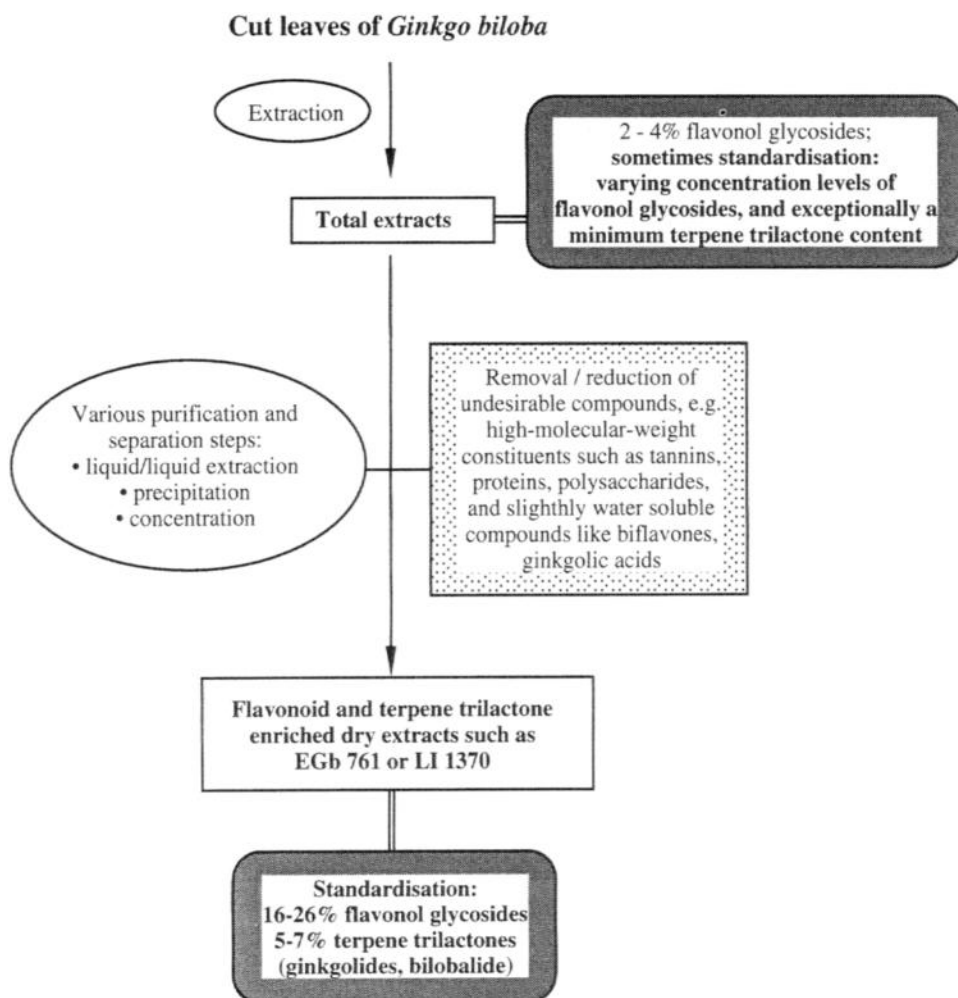 Cut leaves of Ginkgo biloba
Extraction
2 - 4% flavonol glycosides;
sometimes standardisation:
varying concentration levels of
flavonol glycosides, and exceptionally a
minimum terpene trilactone content
Total extracts
Various purification and
separation steps:
• liquid/liquid extraction
• precipitation
• concentration
Removal / reduction of
undesirable compounds, e.g.
high-molecular-weight
constituents such as tannins,
proteins, polysaccharides,
and slighthly water soluble
compounds like biflavones,
ginkgolic acids
Flavonoid and terpene trilactone
enriched dry extracts such as
EGb 761 or LI 1370
Standardisation:
16-26% flavonol glycosides
5-7% terpene trilactones
(ginkgolides, bilobalide)